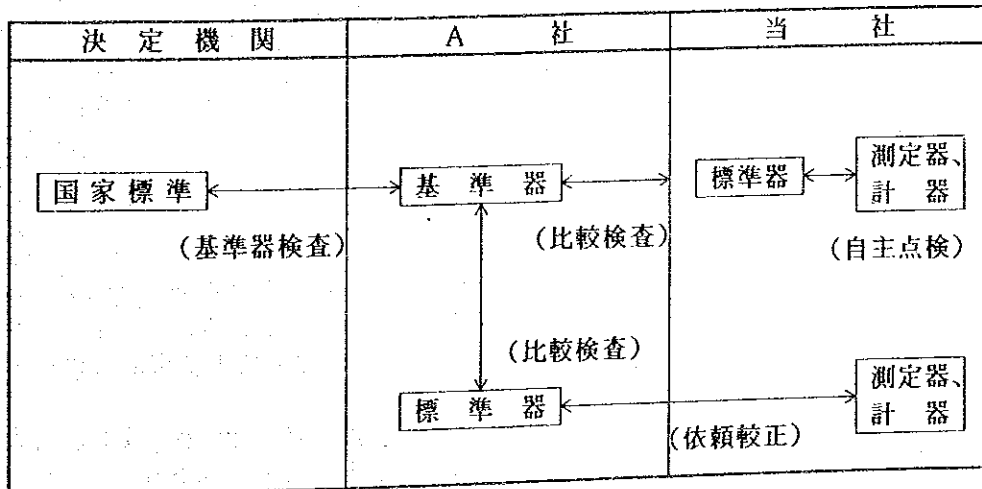 決定機関
A社
当社
国家標準
基準器
標準器
測定器、
計器
(基準器検査)
(比較検査)
(自主点検)
(比較検査)
標準器
測定器、
計器
(依頼較正)